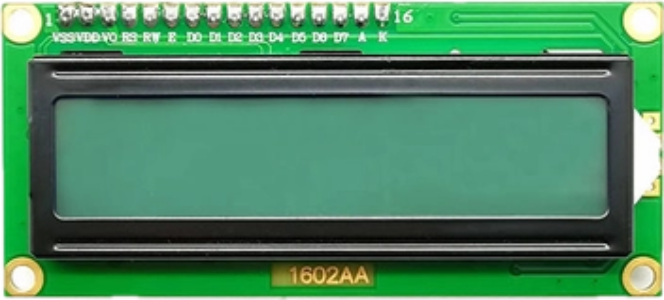 1 16
VSS VDD VO RS RW E D0 D1 D2 D3 D4 D5 D6 D7 A K
1602AA